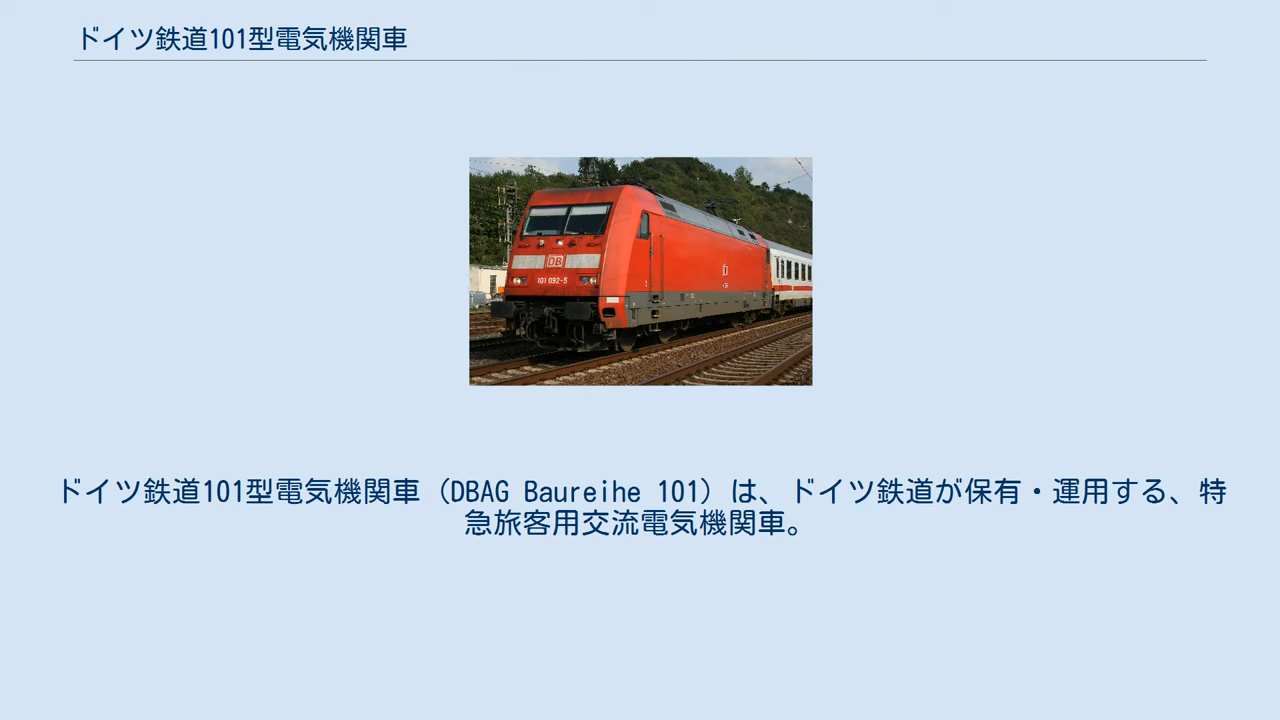 ドイツ鉄道101型電気機関車
DB
101 092-5
ドイツ鉄道101型電気機関車（DBAG Baureihe 101）は、ドイツ鉄道が保有・運用する、特
急旅客用交流電気機関車。